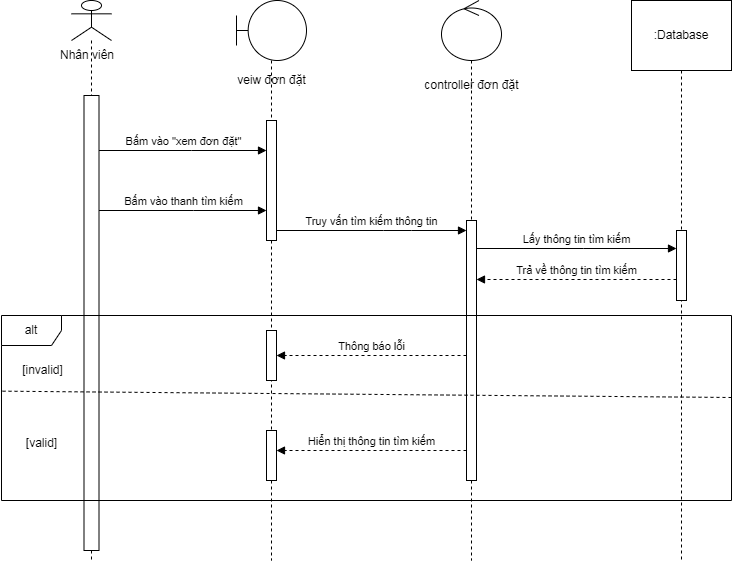 Nhân viên
veiw đơn đặt
controller đơn đặt
:Database
Bấm vào "xem đơn đặt"
Bấm vào thanh tìm kiếm
Truy vấn tìm kiếm thông tin
Lấy thông tin tìm kiếm
Trả về thông tin tìm kiếm
alt
Thông báo lỗi
[invalid]
Hiển thị thông tin tìm kiếm
[valid]